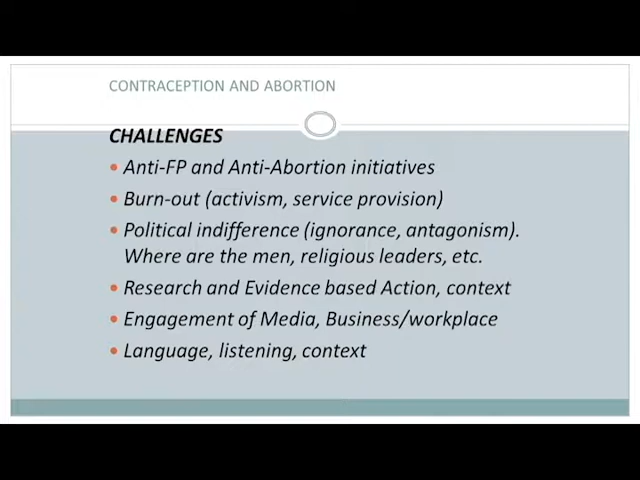 CONTRACEPTION AND ABORTION
CHALLENGES
• Anti-FP and Anti-Abortion initiatives
• Burn-out (activism, service provision)
• Political indifference (ignorance, antagonism).
Where are the men, religious leaders, etc.
• Research and Evidence based Action, context
• Engagement of Media, Business/workplace
• Language, listening, context